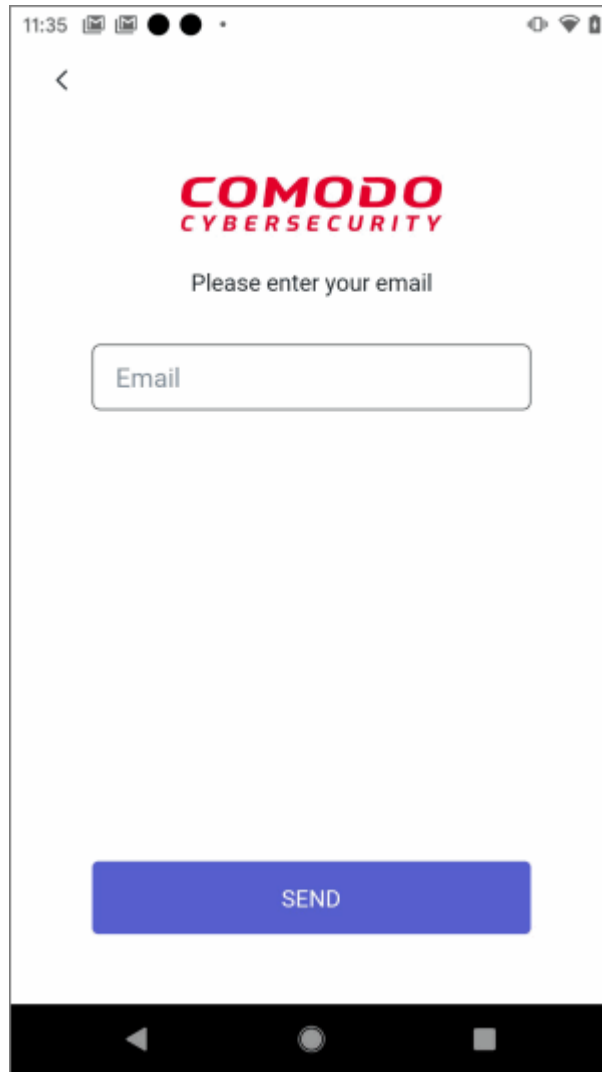 11:35
COMODO
CYBERSECURITY
Please enter your email
Email
SEND